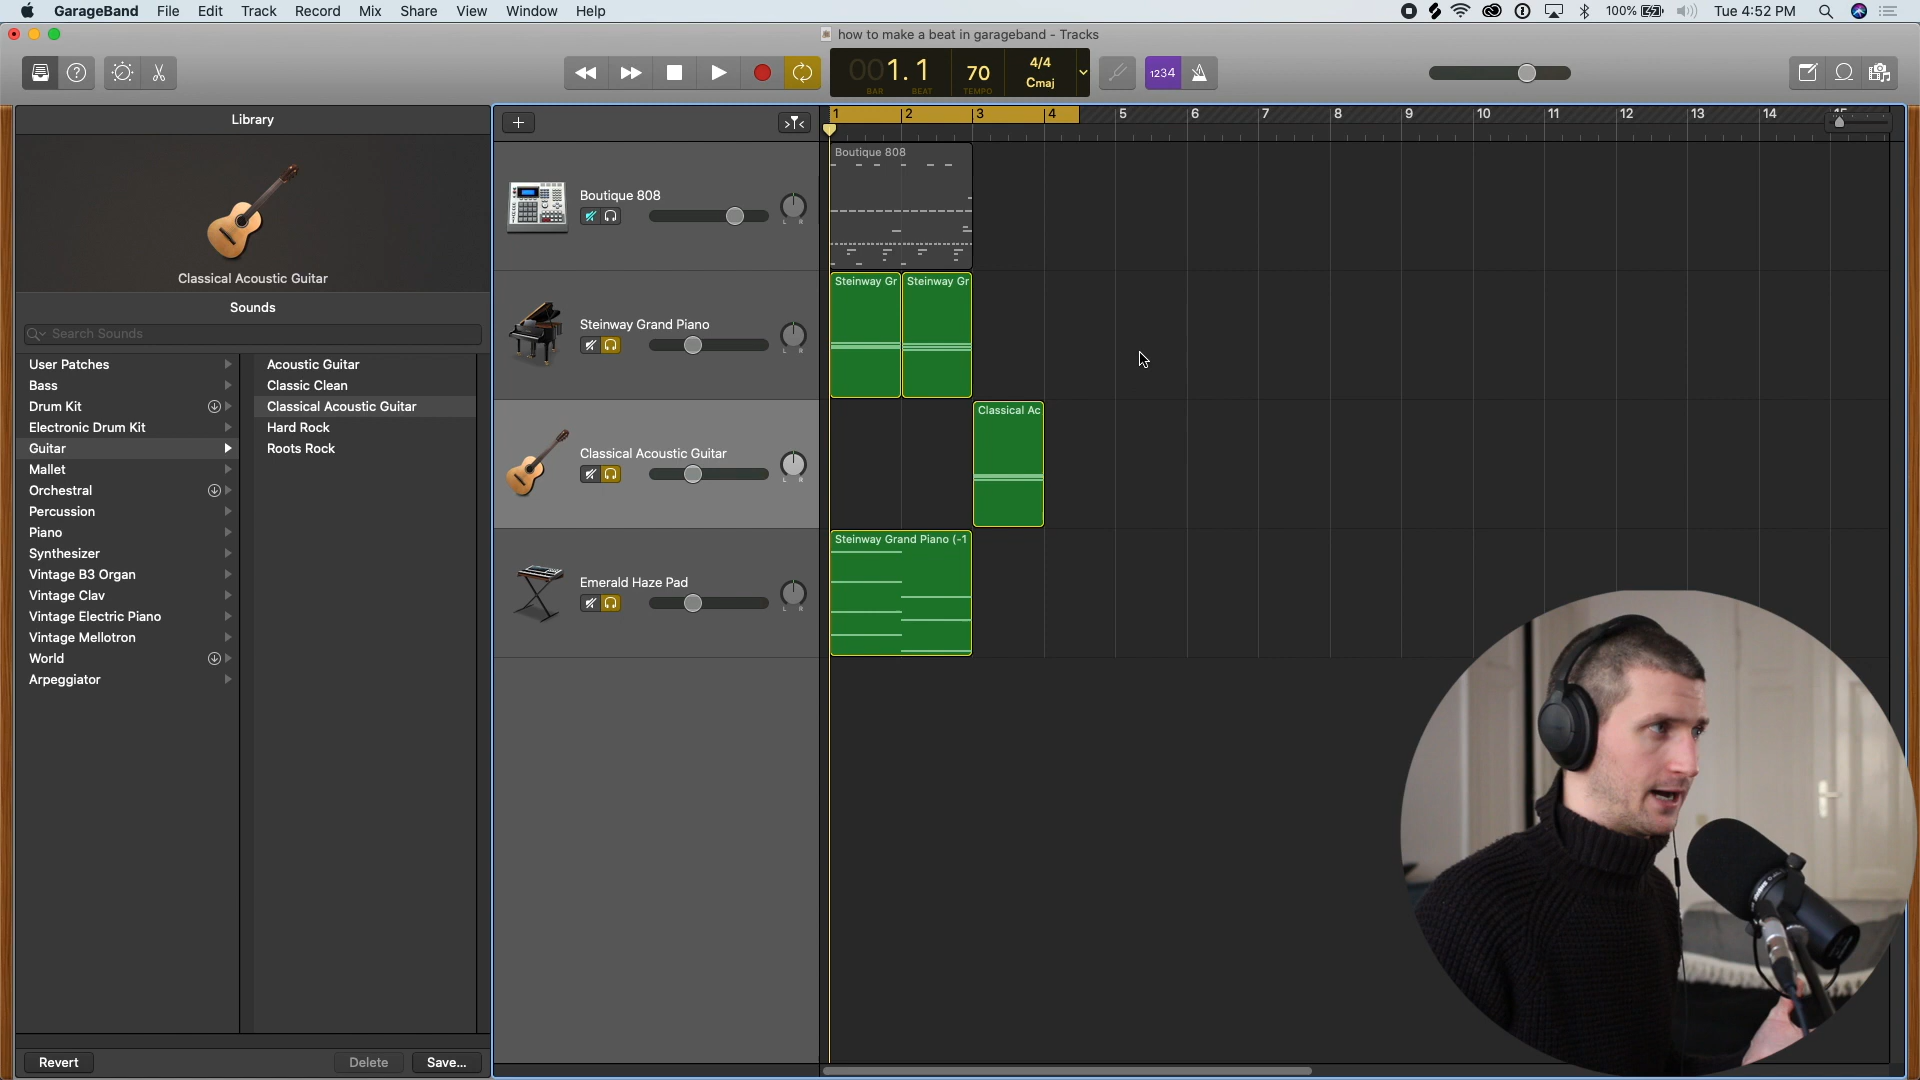 GarageBand File Edit Track Record Mix Share View Window Help
100% Tue 4:52 PM
how to make a beat in garageband - Tracks
001.1 70 4/4
Cmaj
BAR BEAT TEMPO
1234
Library
Classical Acoustic Guitar
Sounds
Search Sounds
User Patches
Bass
Drum Kit
Electronic Drum Kit
Guitar
Mallet
Orchestral
Percussion
Piano
Synthesizer
Vintage B3 Organ
Vintage Clav
Vintage Electric Piano
Vintage Mellotron
World
Arpeggiator
Acoustic Guitar
Classic Clean
Classical Acoustic Guitar
Hard Rock
Roots Rock
Revert Delete Save...
1 2 3 4 5 6 7 8 9 10 11 12 13 14 15
Boutique 808
L R
Steinway Grand Piano
L R
Classical Acoustic Guitar
L R
Emerald Haze Pad
L R
Boutique 808
Steinway Gr Steinway Gr
Classical Ac
Steinway Grand Piano (-1